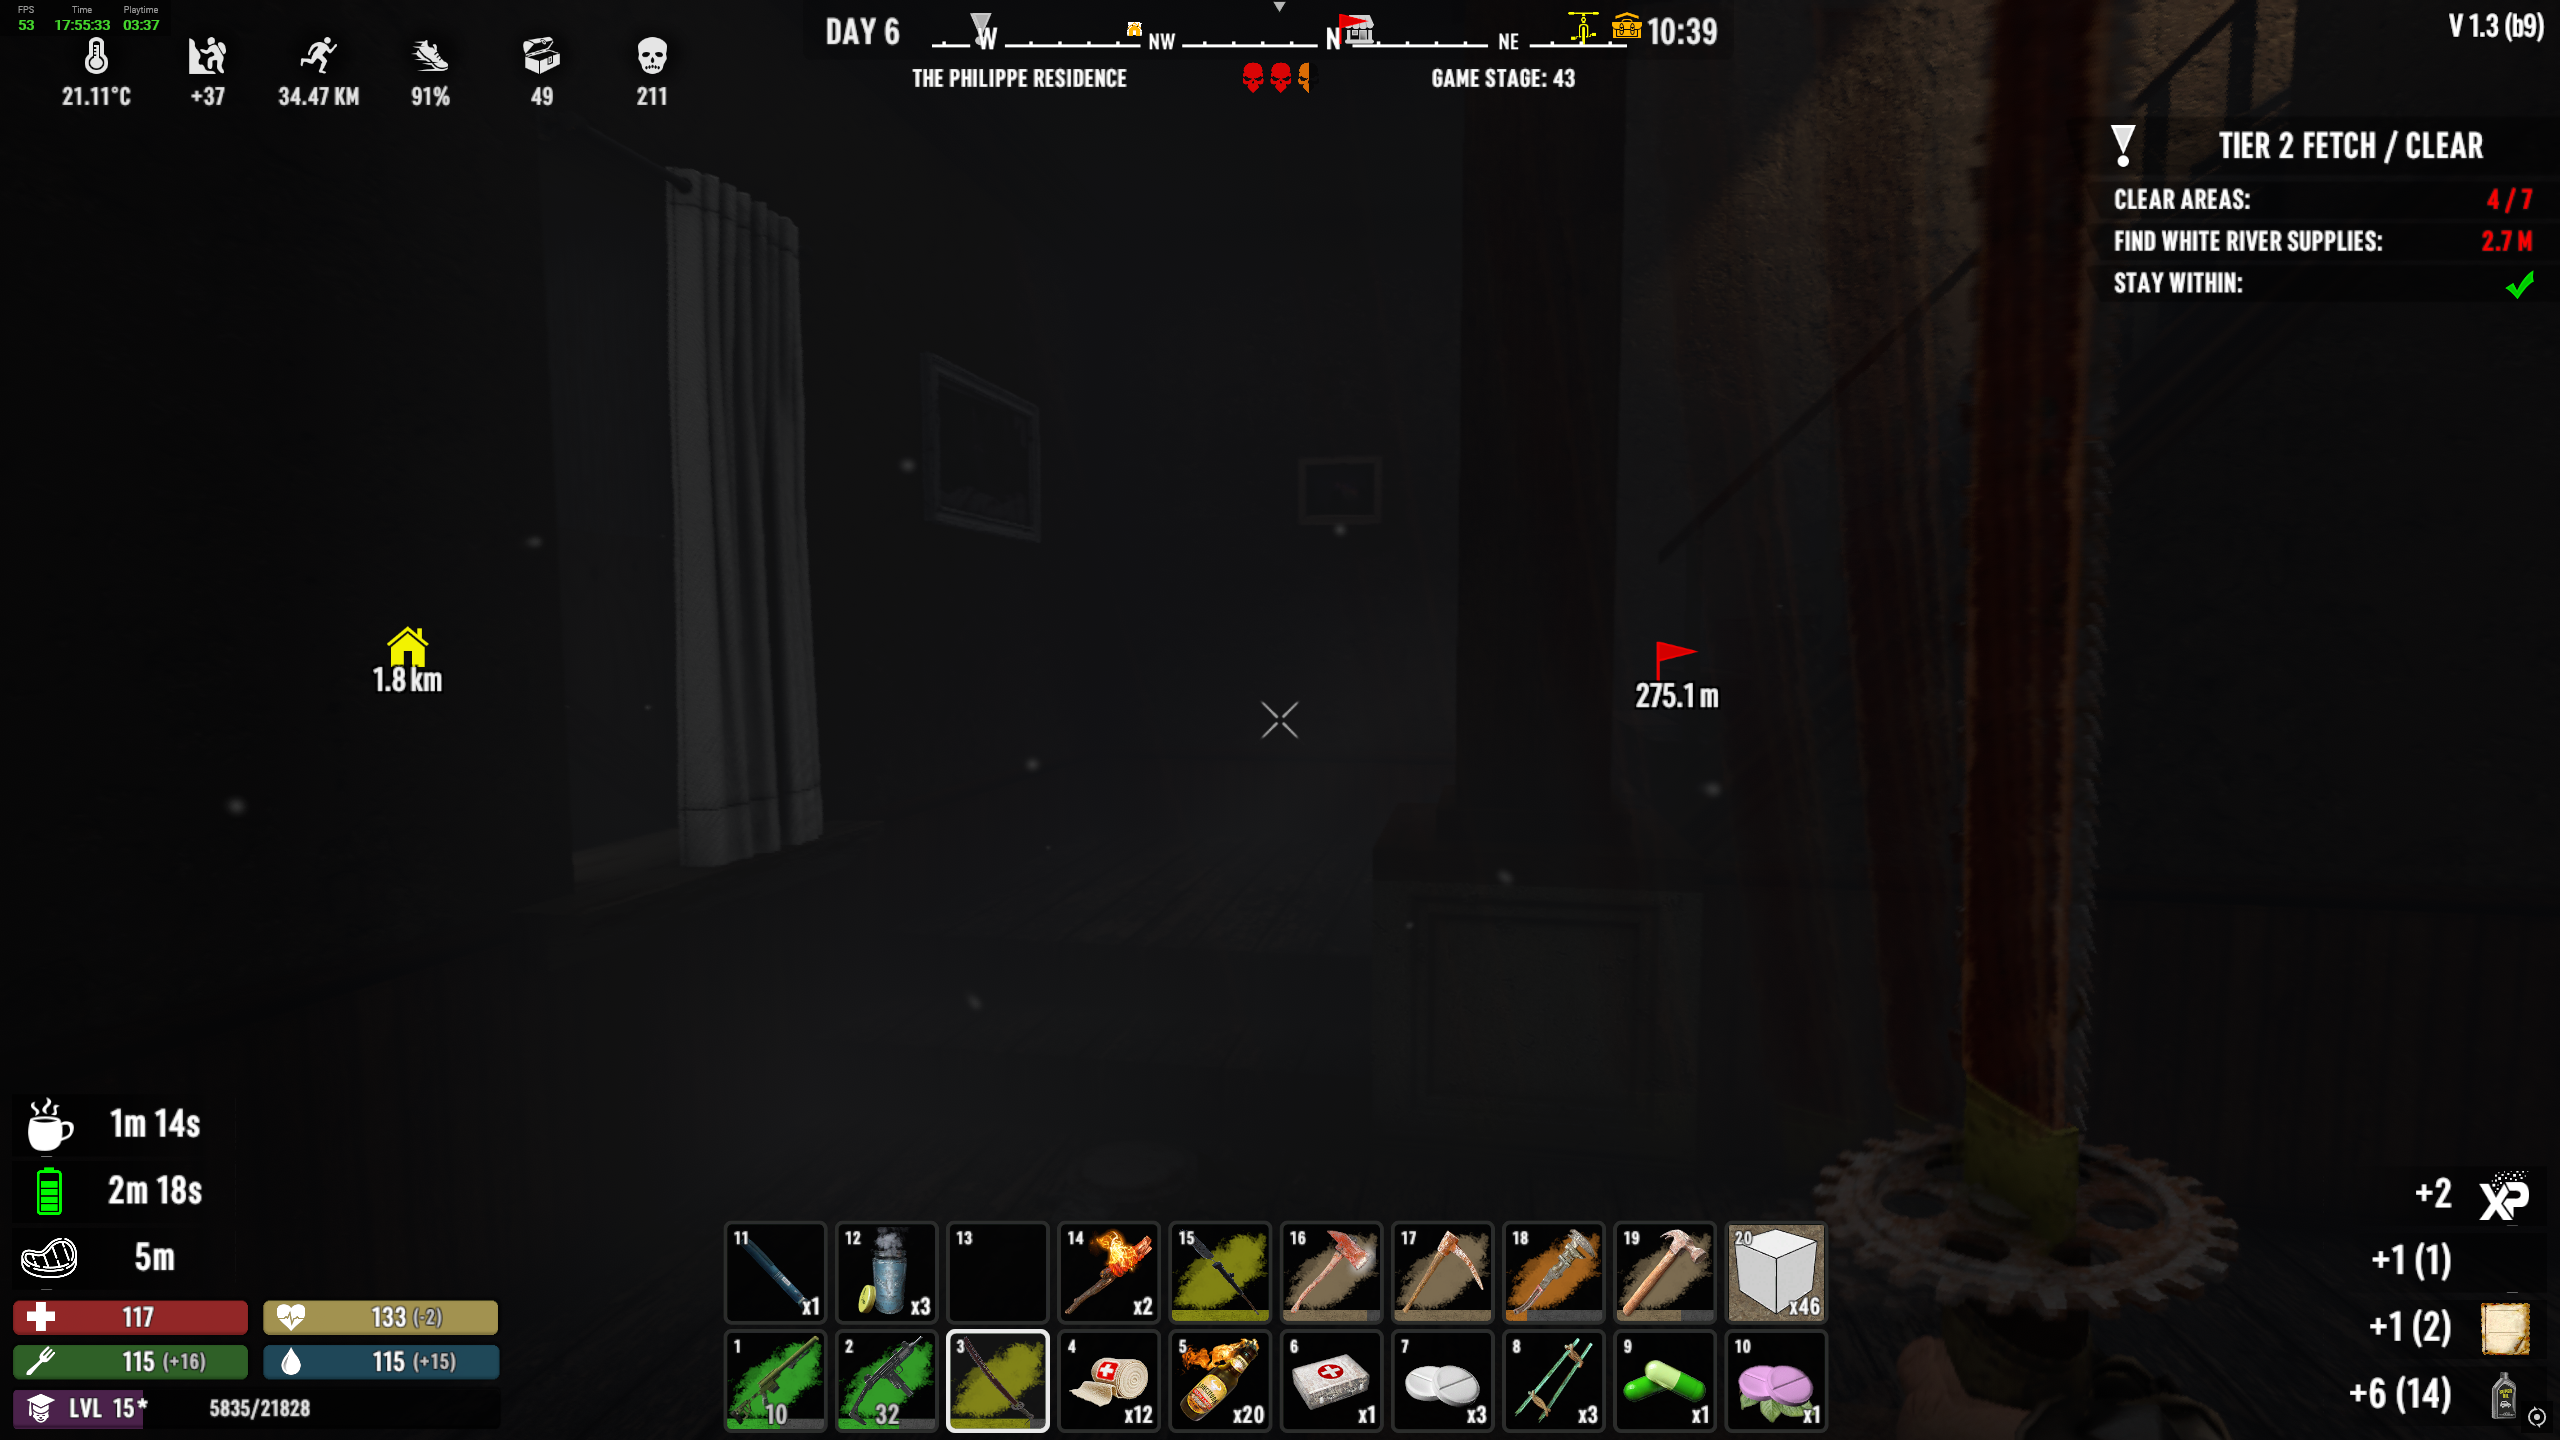 FPS Time Playtime
53 17:55:33 03:37
21.11°C +37 34.47 KM 91% 49 211
DAY 6 W NW N NE 10:39
THE PHILIPPE RESIDENCE GAME STAGE: 43
V 1.3 (b9)
TIER 2 FETCH / CLEAR
CLEAR AREAS: 4 / 7
FIND WHITE RIVER SUPPLIES: 2.7 M
STAY WITHIN:
1.8 km
275.1 m
1m 14s
2m 18s
5m
117 133 (-2)
115 (+16) 115 (+15)
LVL 15* 5835/21828
11 x1 12 x3 13 14 x2 15 16 17 18 19 20 x46
1 10 2 32 3 4 x12 5 x20 6 x1 7 x3 8 x3 9 x1 10 x1
+2 XP
+1 (1)
+1 (2)
+6 (14)